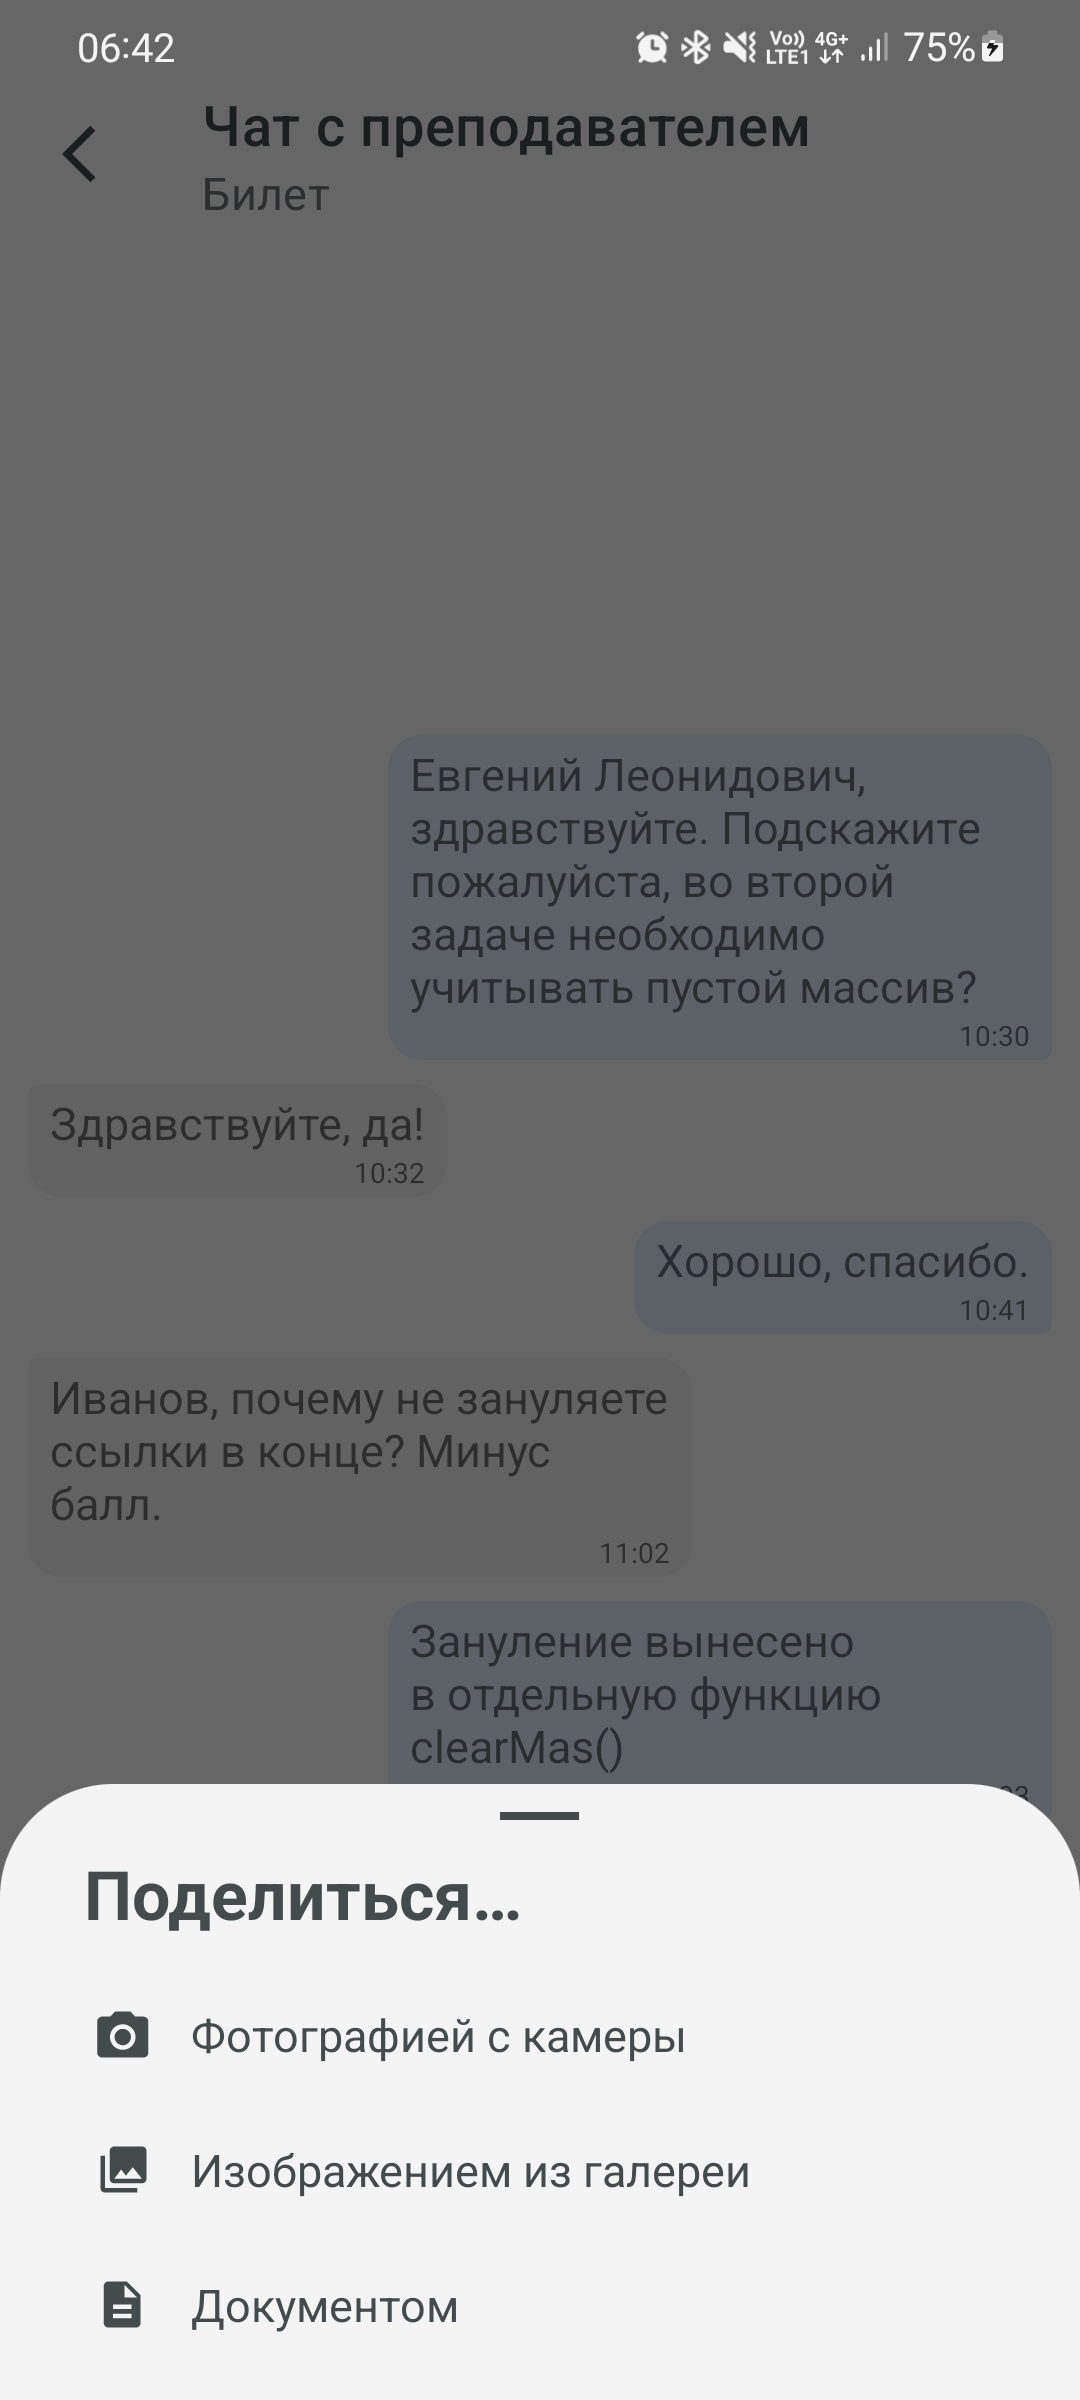 06:42
Vo)) LTE1 4G+ 75%
Чат с преподавателем
Билет
Евгений Леонидович,
здравствуйте. Подскажите
пожалуйста, во второй
задаче необходимо
учитывать пустой массив?
10:30
Здравствуйте, да!
10:32
Хорошо, спасибо.
10:41
Иванов, почему не зануляете
ссылки в конце? Минус
балл.
11:02
Зануление вынесено
в отдельную функцию
clearMas()
Поделиться...
Фотографией с камеры
Изображением из галереи
Документом